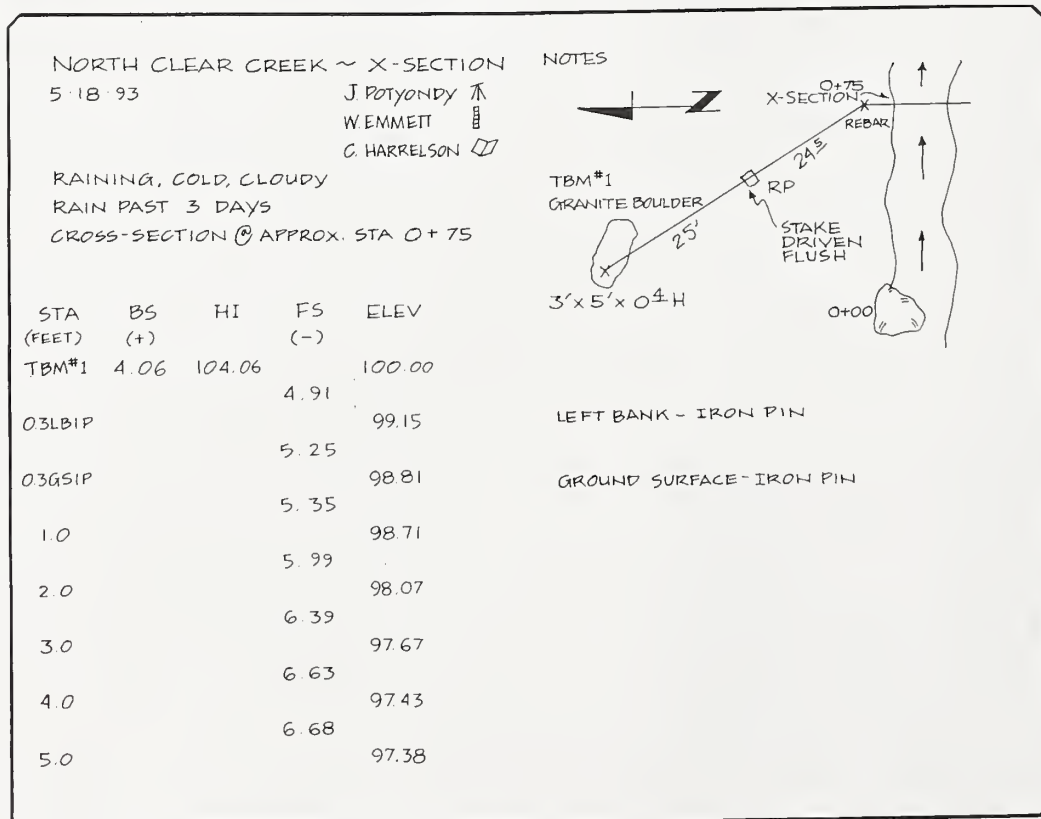 NORTH CLEAR CREEK ~ X-SECTION
5·18·93
J. POTYONDY
W. EMMETT
C. HARRELSON
RAINING, COLD, CLOUDY
RAIN PAST 3 DAYS
CROSS-SECTION @ APPROX. STA 0+75
STA BS HI FS ELEV
(FEET) (+) (-)
TBM#1 4.06 104.06 100.00
4.91
0.3LBIP 99.15
5.25
0.3GSIP 98.81
5.35
1.0 98.71
5.99
2.0 98.07
6.39
3.0 97.67
6.63
4.0 97.43
6.68
5.0 97.38
NOTES
N
0+75
X-SECTION
X
REBAR
24.5
RP
TBM#1
GRANITE BOULDER
25'
STAKE
DRIVEN
FLUSH
X
3'x5'x0.4H
0+00
LEFT BANK - IRON PIN
GROUND SURFACE - IRON PIN